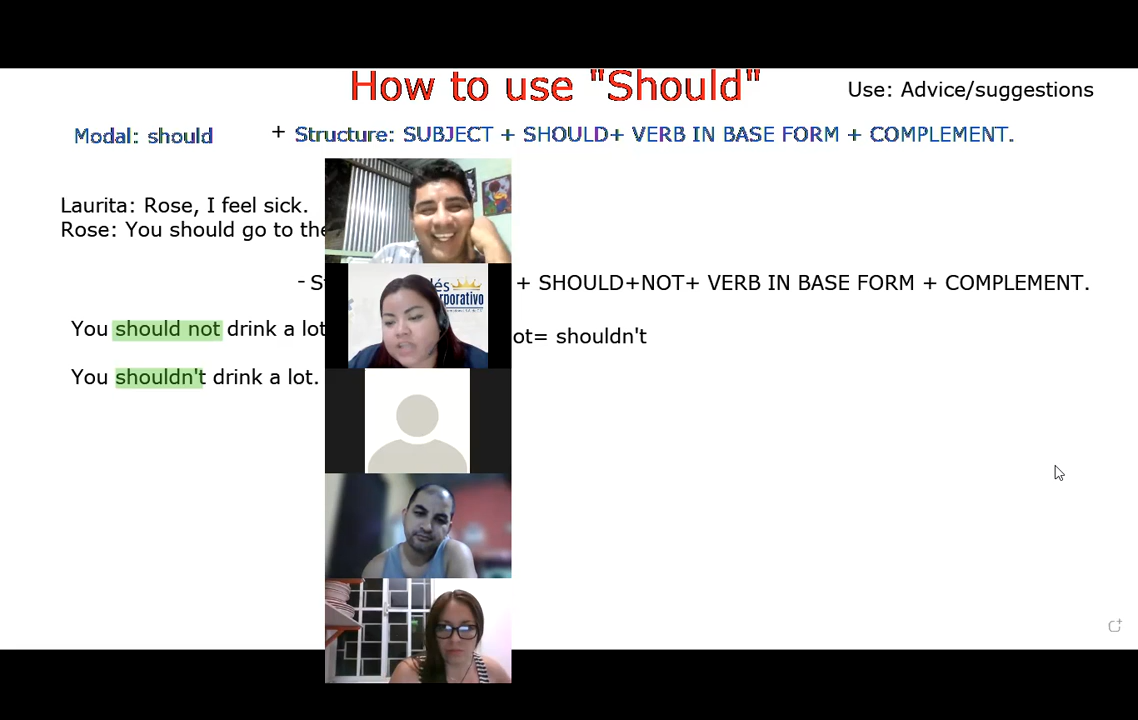 How to use "Should"
Use: Advice/suggestions
Modal: should
+ Structure: SUBJECT + SHOULD+ VERB IN BASE FORM + COMPLEMENT.
Laurita: Rose, I feel sick.
Rose: You should go to the
- S + SHOULD+NOT+ VERB IN BASE FORM + COMPLEMENT.
és
rporativo
You should not drink a lot
ot= shouldn't
You shouldn't drink a lot.